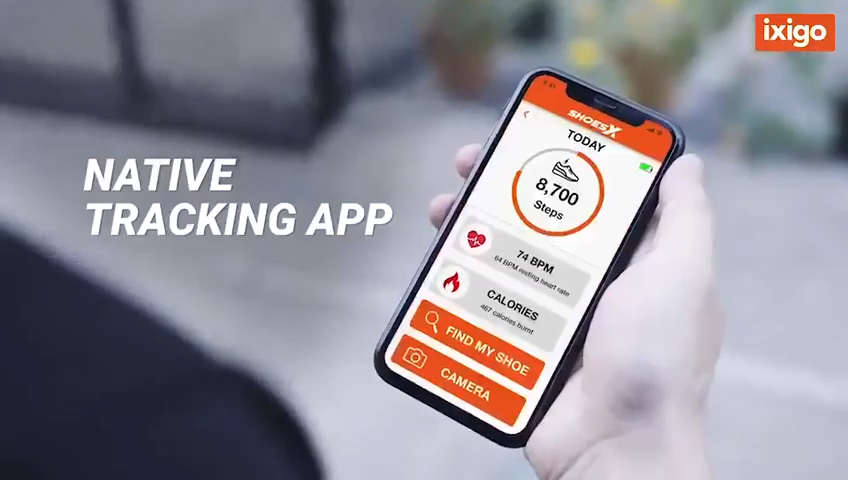 ixigo
NATIVE
TRACKING APP
SHOESX
TODAY
8,700
Steps
74 BPM
64 BPM resting heart rate
CALORIES
467 calories burnt
FIND MY SHOE
CAMERA